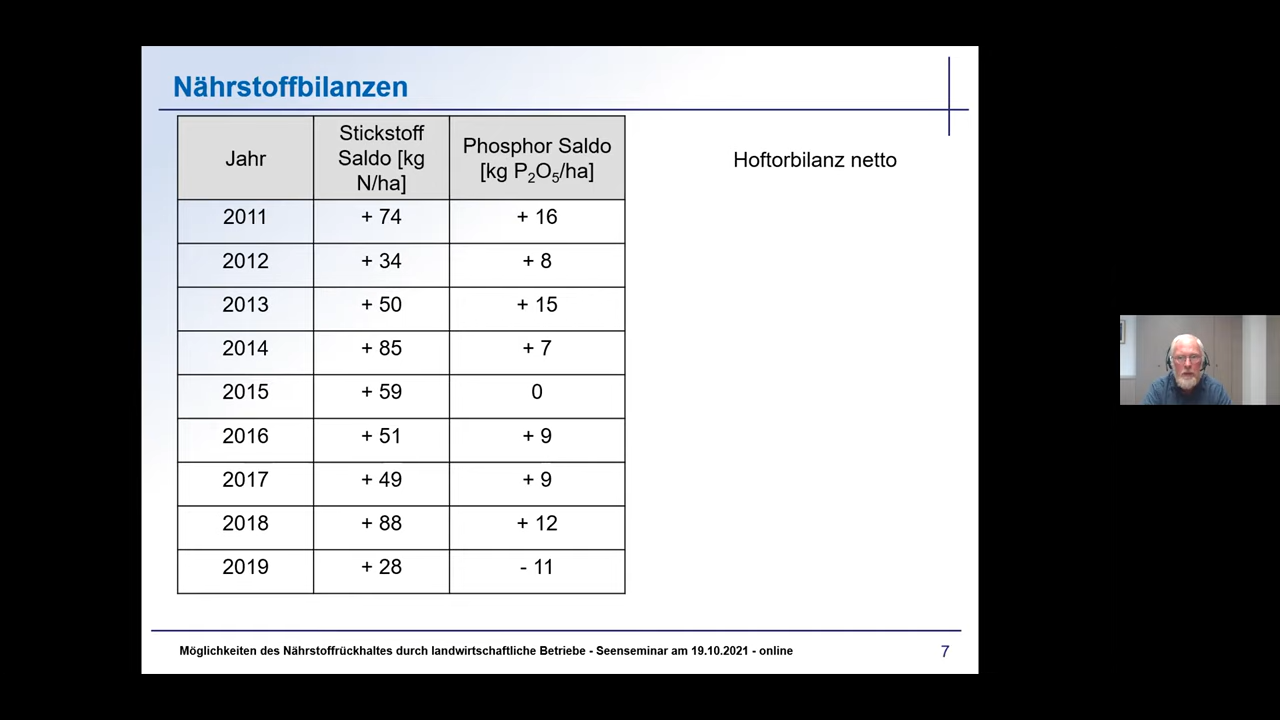 Nährstoffbilanzen
Jahr
Stickstoff
Saldo [kg
N/ha]
Phosphor Saldo
[kg P₂O₅/ha]
Hoftorbilanz netto
2011 + 74 + 16
2012 + 34 + 8
2013 + 50 + 15
2014 + 85 + 7
2015 + 59 0
2016 + 51 + 9
2017 + 49 + 9
2018 + 88 + 12
2019 + 28 - 11
Möglichkeiten des Nährstoffrückhaltes durch landwirtschaftliche Betriebe - Seenseminar am 19.10.2021 - online 7